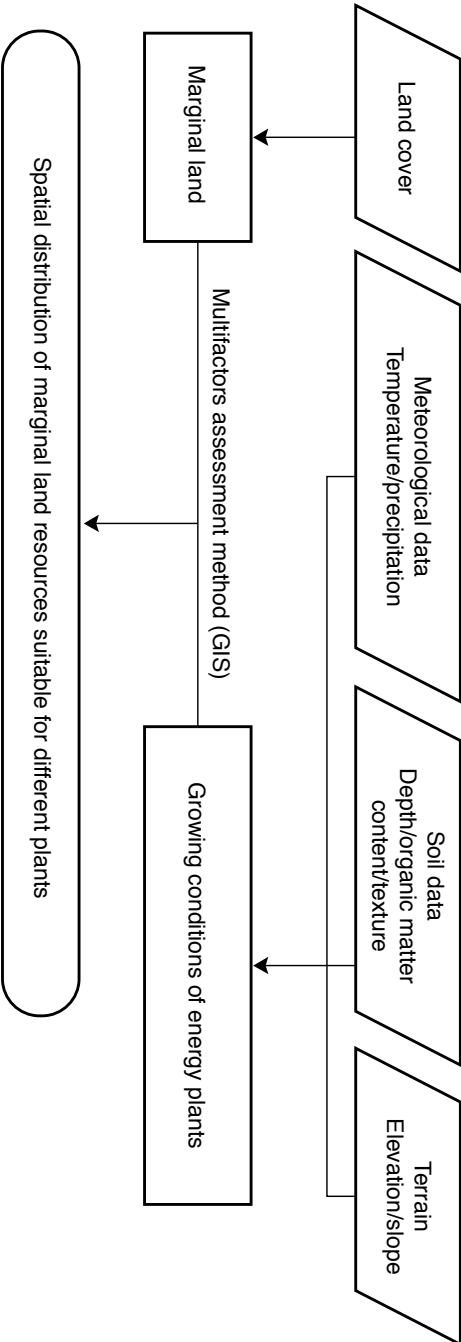 Land cover
Meteorological data
Temperature/precipitation
Soil data
Depth/organic matter
content/texture
Terrain
Elevation/slope
Marginal land
Multifactors assessment method (GIS)
Growing conditions of energy plants
Spatial distribution of marginal land resources suitable for different plants